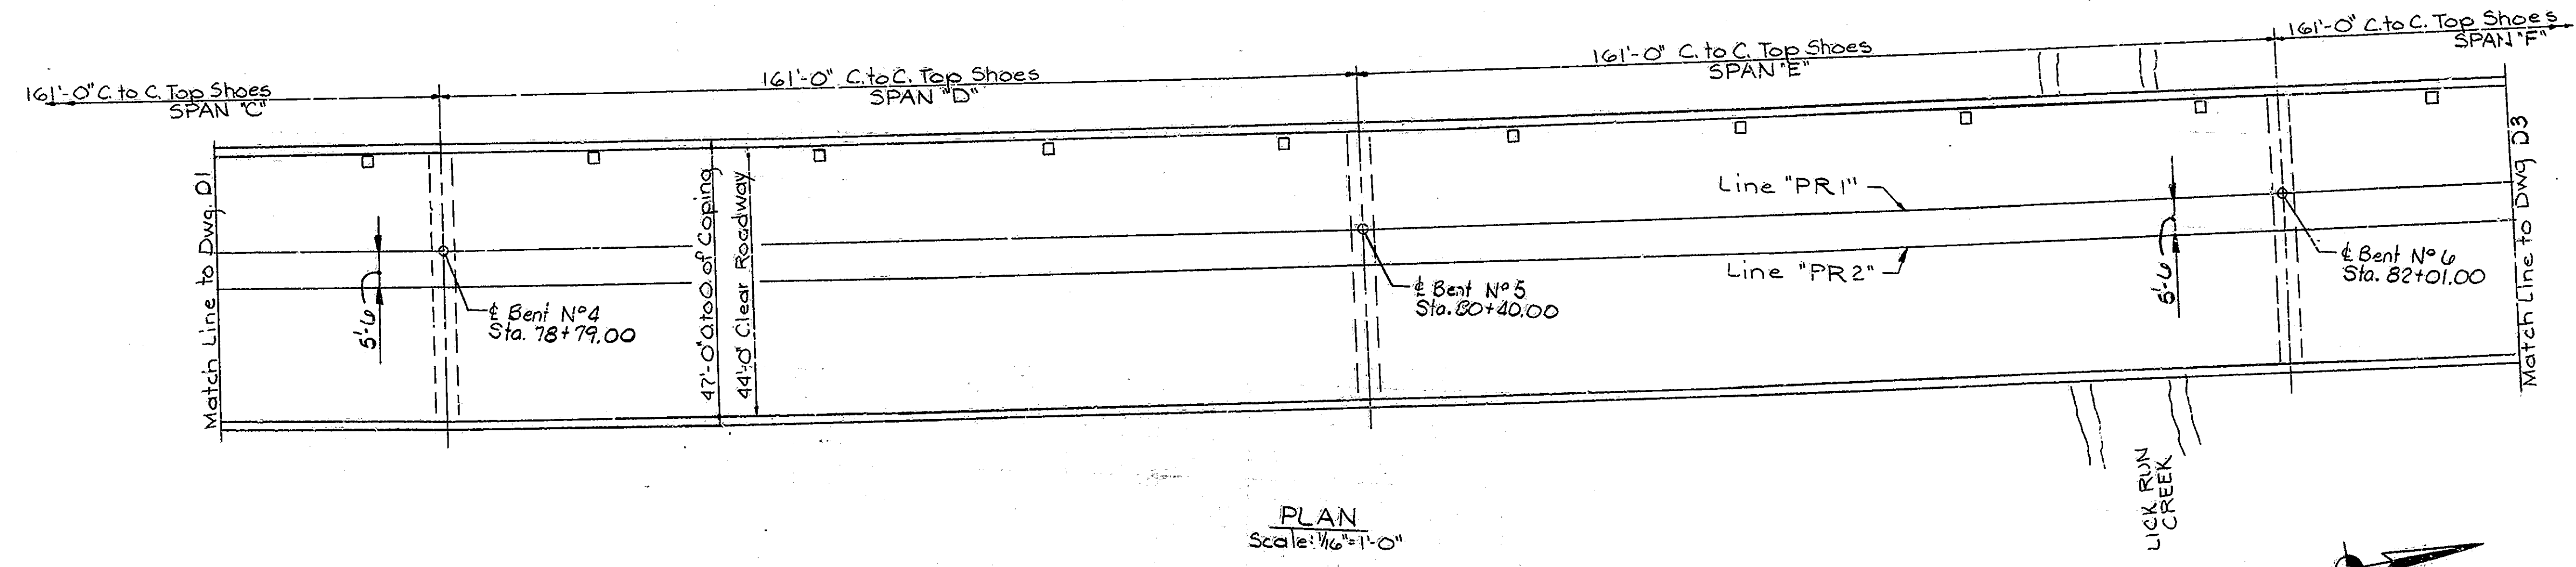 161'-0" C. to C. Top Shoes
SPAN "C"
161'-0" C. to C. Top Shoes
SPAN "D"
161'-0" C. to C. Top Shoes
SPAN "E"
161'-0" C. to C. Top Shoes
SPAN "F"
Match Line to Dwg. D1
5'-6
₵ Bent Nº 4
Sta. 78+79.00
47'-0" O to O. of Coping
44'-0" Clear Roadway
Line "PR 1"
Line "PR 2"
₵ Bent Nº 5
Sta. 80+40.00
5'-6
₵ Bent Nº 6
Sta. 82+01.00
Match Line to Dwg D3
LICK RUN
CREEK
PLAN
Scale: 1/16"=1'-0"